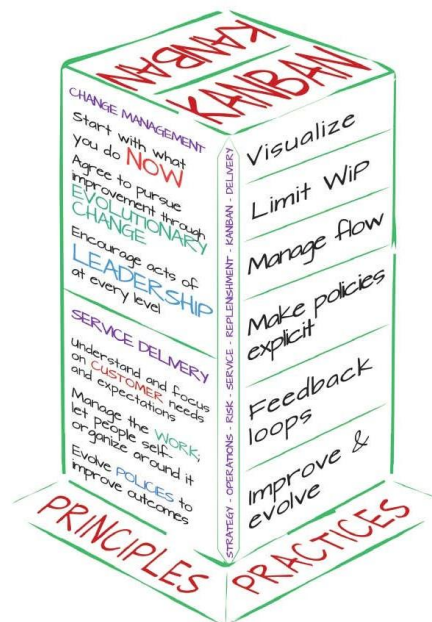 KANBAN
KANBAN
CHANGE MANAGEMENT
Start with what
you do NOW
Agree to pursue
improvement through
EVOLUTIONARY
CHANGE
Encourage acts of
LEADERSHIP
at every level
SERVICE DELIVERY
Understand and focus
on CUSTOMER needs
and expectations
Manage the WORK;
let people self-
organize around it
Evolve POLICIES to
improve outcomes
STRATEGY - OPERATIONS - RISK - SERVICE - REPLENISHMENT - KANBAN - DELIVERY
Visualize
Limit WiP
Manage flow
Make policies
explicit
Feedback
loops
Improve &
evolve
PRINCIPLES
PRACTICES